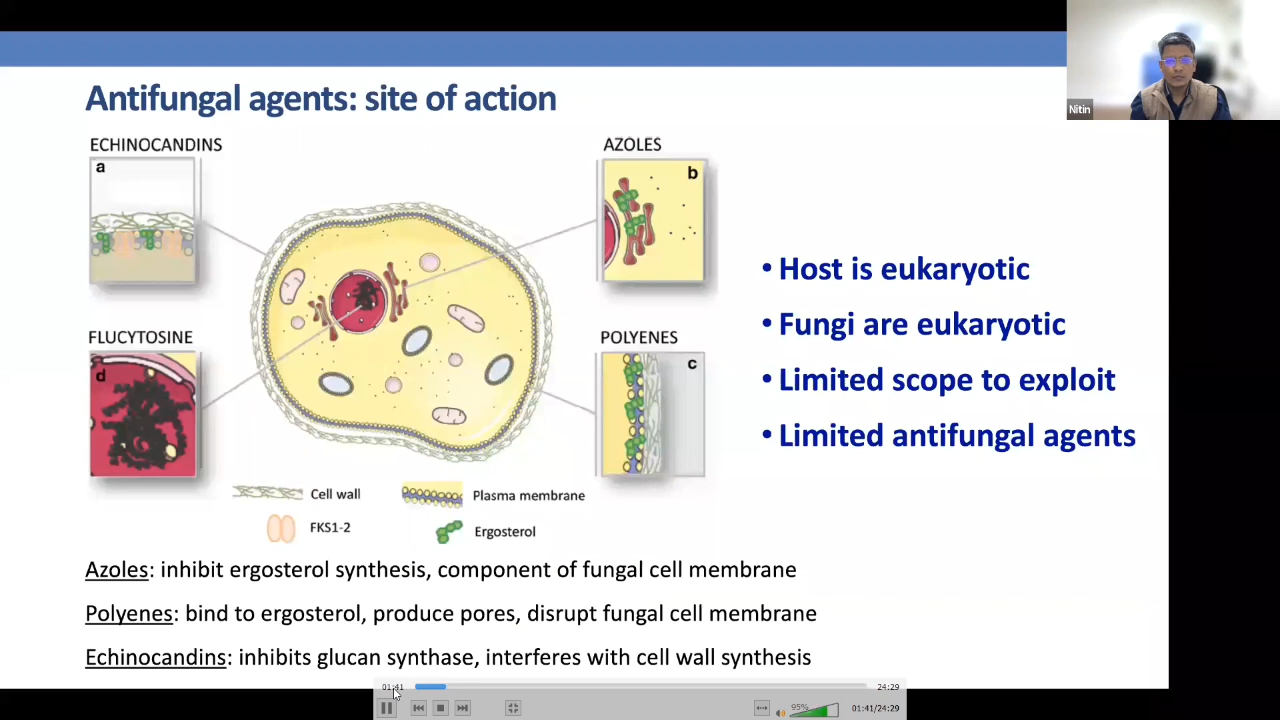 Nitin
Antifungal agents: site of action
ECHINOCANDINS
a
AZOLES
b
FLUCYTOSINE
d
POLYENES
c
Cell wall
Plasma membrane
FKS1-2
Ergosterol
• Host is eukaryotic
• Fungi are eukaryotic
• Limited scope to exploit
• Limited antifungal agents
Azoles: inhibit ergosterol synthesis, component of fungal cell membrane
Polyenes: bind to ergosterol, produce pores, disrupt fungal cell membrane
Echinocandins: inhibits glucan synthase, interferes with cell wall synthesis
01:41
24:29
95%
01:41/24:29